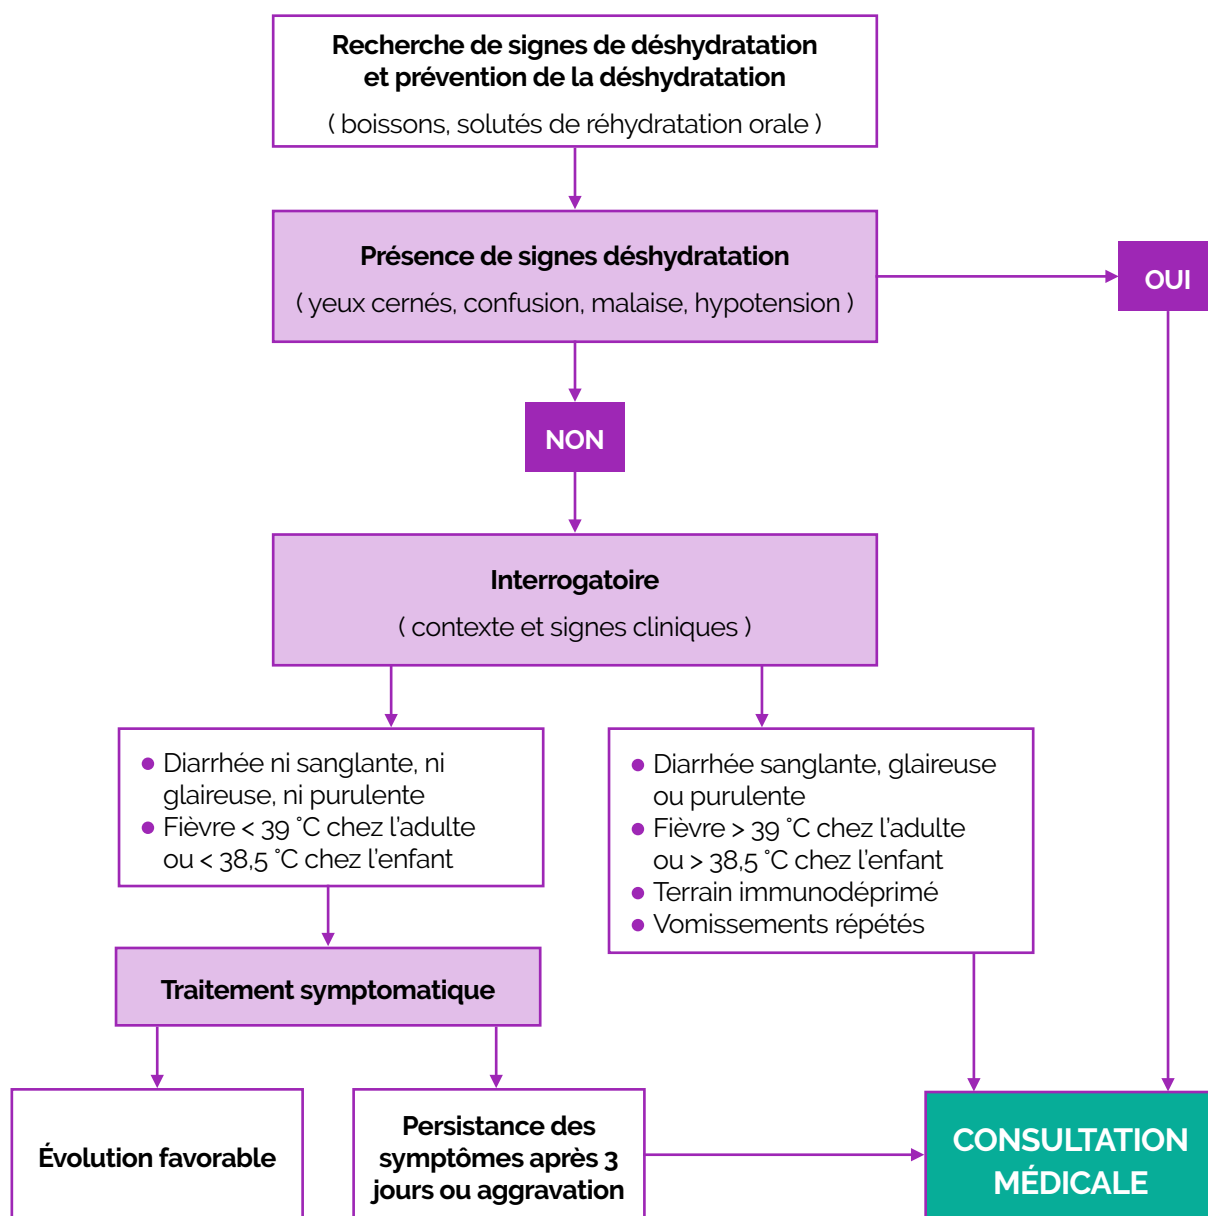 Recherche de signes de déshydratation
et prévention de la déshydratation
( boissons, solutés de réhydratation orale )
Présence de signes déshydratation
( yeux cernés, confusion, malaise, hypotension )
OUI
NON
Interrogatoire
( contexte et signes cliniques )
● Diarrhée ni sanglante, ni
glaireuse, ni purulente
● Fièvre < 39 °C chez l’adulte
ou < 38,5 °C chez l’enfant
● Diarrhée sanglante, glaireuse
ou purulente
● Fièvre > 39 °C chez l’adulte
ou > 38,5 °C chez l’enfant
● Terrain immunodéprimé
● Vomissements répétés
Traitement symptomatique
Évolution favorable
Persistance des
symptômes après 3
jours ou aggravation
CONSULTATION
MÉDICALE